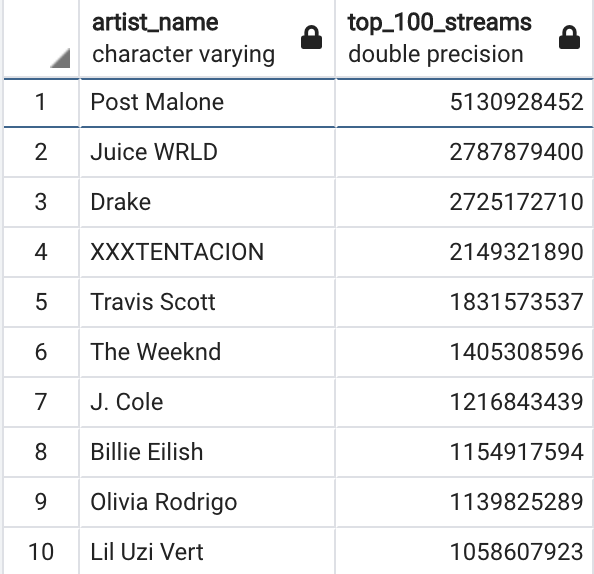 artist_name top_100_streams
character varying double precision
1 Post Malone 5130928452
2 Juice WRLD 2787879400
3 Drake 2725172710
4 XXXTENTACION 2149321890
5 Travis Scott 1831573537
6 The Weeknd 1405308596
7 J. Cole 1216843439
8 Billie Eilish 1154917594
9 Olivia Rodrigo 1139825289
10 Lil Uzi Vert 1058607923